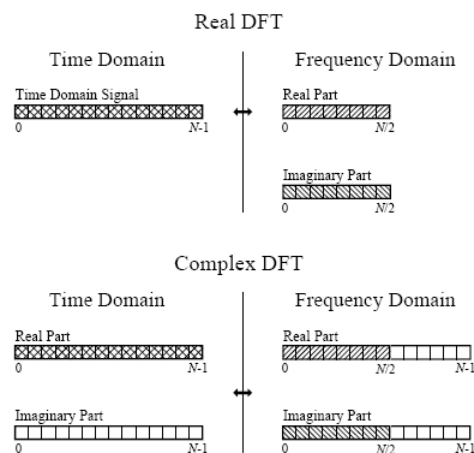 Real DFT
Time Domain
Frequency Domain
Time Domain Signal
Real Part
0 N-1
0 N/2
Imaginary Part
0 N/2
Complex DFT
Time Domain
Frequency Domain
Real Part
Real Part
0 N-1
0 N/2 N-1
Imaginary Part
Imaginary Part
0 N-1
0 N/2 N-1